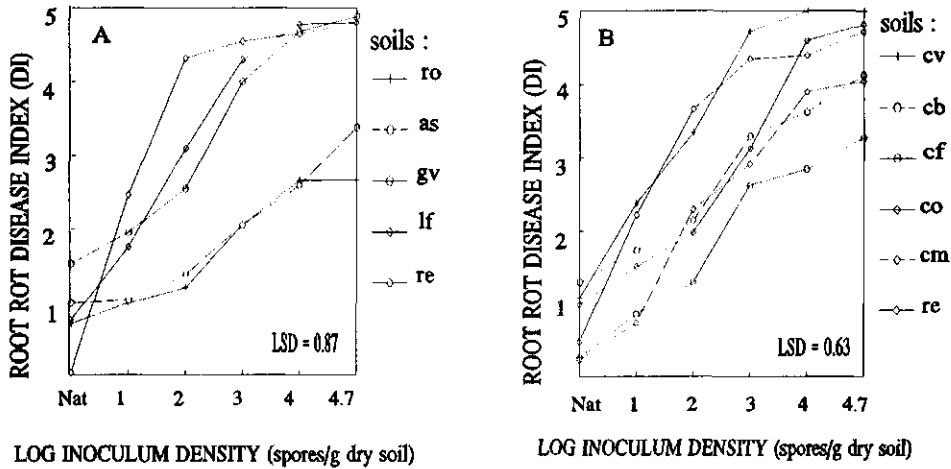 A
ROOT ROT DISEASE INDEX (DI)
5
4
3
2
1
Nat 1 2 3 4 4.7
LSD = 0.87
LOG INOCULUM DENSITY (spores/g dry soil)
soils :
ro
as
gv
lf
re
B
ROOT ROT DISEASE INDEX (DI)
5
4
3
2
1
Nat 1 2 3 4 4.7
LSD = 0.63
LOG INOCULUM DENSITY (spores/g dry soil)
soils :
cv
cb
cf
co
cm
re